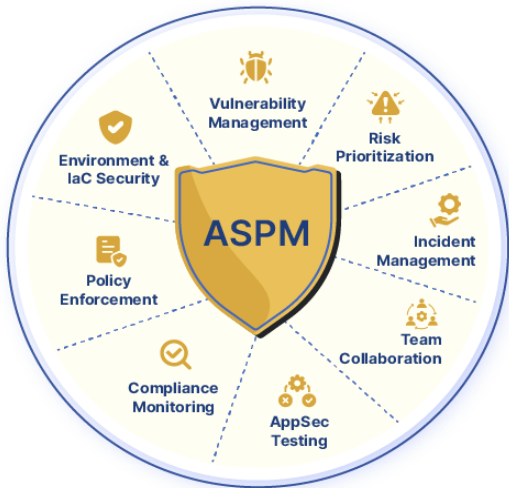 Vulnerability
Management
Risk
Prioritization
Environment &
IaC Security
ASPM
Incident
Management
Policy
Enforcement
Team
Collaboration
Compliance
Monitoring
AppSec
Testing